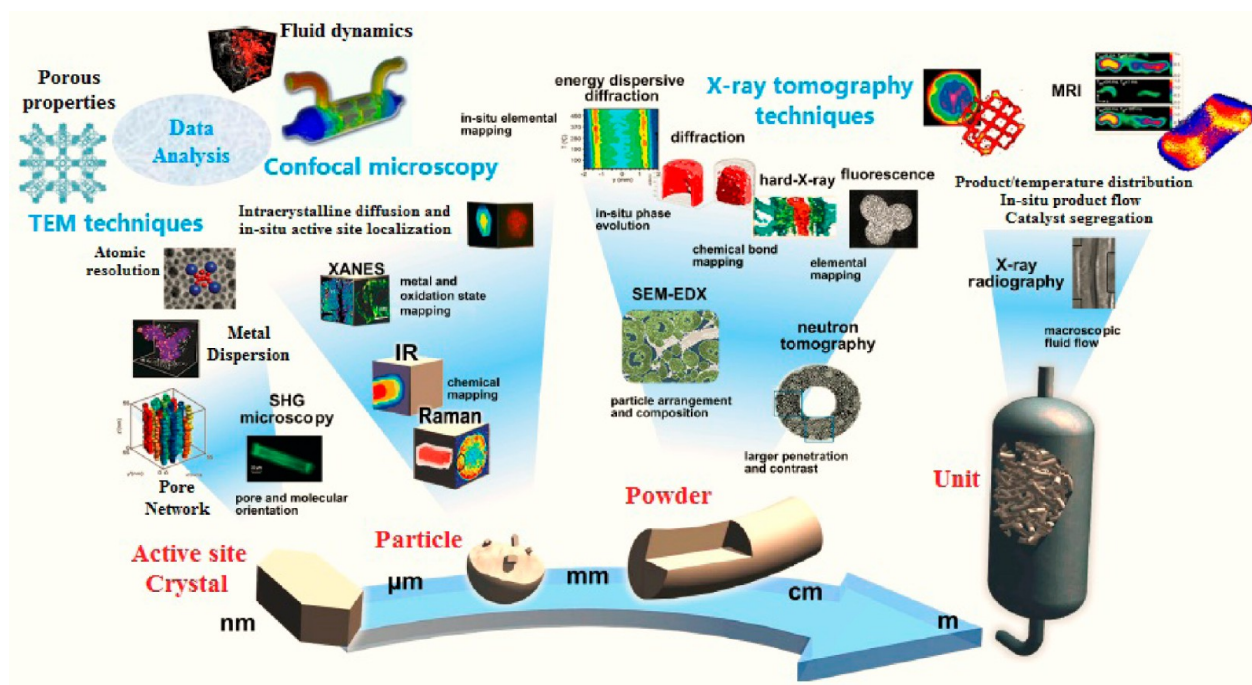 Fluid dynamics
Porous
properties
Data
Analysis
in-situ elemental
mapping
Confocal microscopy
TEM techniques
Intracrystalline diffusion and
in-situ active site localization
Atomic
resolution
XANES
metal and
oxidation state
mapping
Metal
Dispersion
IR
chemical
mapping
SHG
microscopy
Raman
Pore
Network
pore and molecular
orientation
energy dispersive
diffraction
X-ray tomography
techniques
MRI
diffraction
hard-X-ray
fluorescence
in-situ phase
evolution
chemical bond
mapping
elemental
mapping
Product/temperature distribution
In-situ product flow
Catalyst segregation
X-ray
radiography
macroscopic
fluid flow
SEM-EDX
neutron
tomography
particle arrangement
and composition
larger penetration
and contrast
Active site
Crystal
Particle
Powder
Unit
nm
µm
mm
cm
m